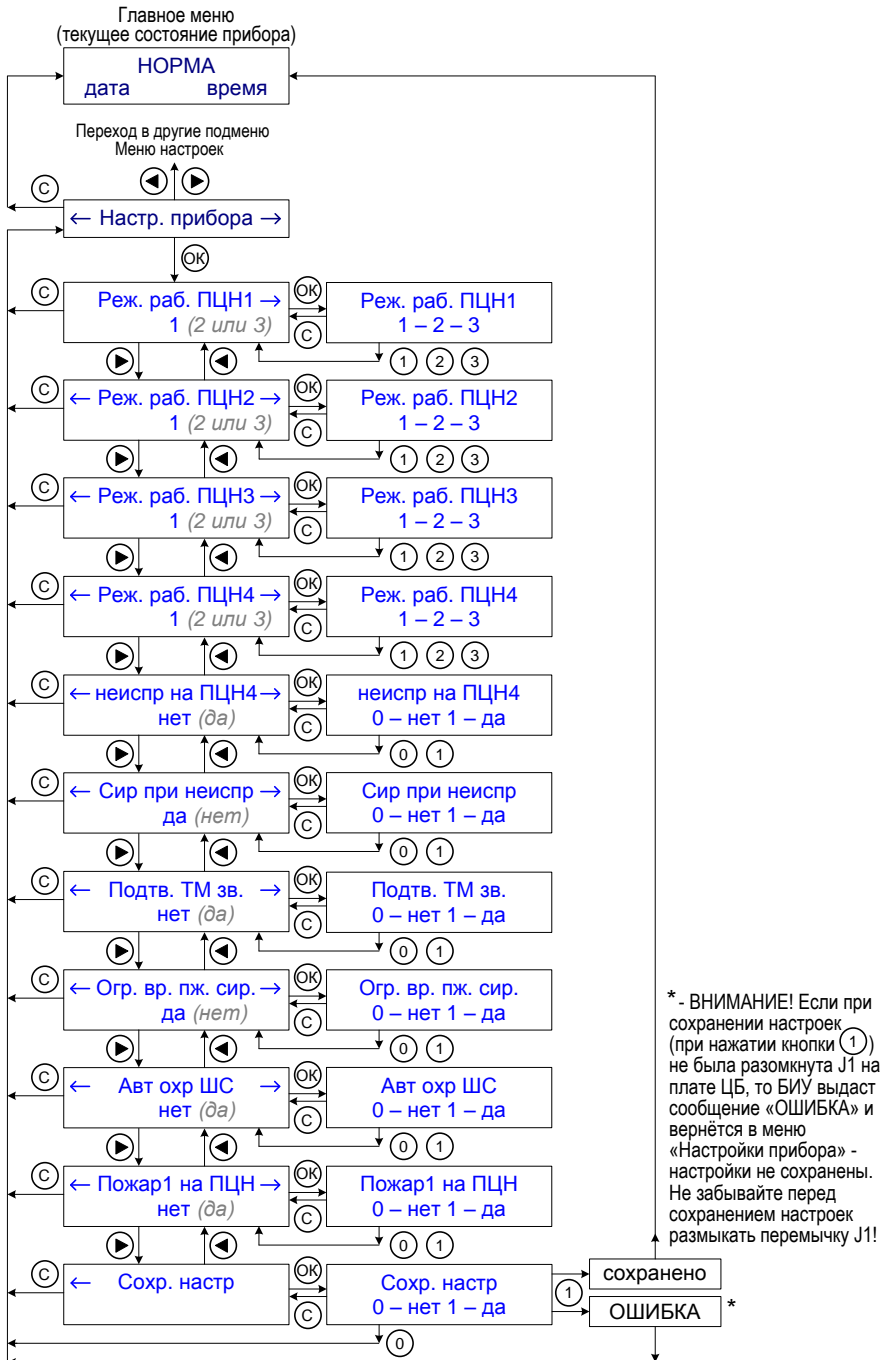 Главное меню
(текущее состояние прибора)
НОРМА
дата время
Переход в другие подменю
Меню настроек
◀ ▶
С
← Настр. прибора →
ОК
С
Реж. раб. ПЦН1 →
1 (2 или 3)
ОК
С
Реж. раб. ПЦН1
1 – 2 – 3
▶ ◀
1 2 3
С
← Реж. раб. ПЦН2 →
1 (2 или 3)
ОК
С
Реж. раб. ПЦН2
1 – 2 – 3
▶ ◀
1 2 3
С
← Реж. раб. ПЦН3 →
1 (2 или 3)
ОК
С
Реж. раб. ПЦН3
1 – 2 – 3
▶ ◀
1 2 3
С
← Реж. раб. ПЦН4 →
1 (2 или 3)
ОК
С
Реж. раб. ПЦН4
1 – 2 – 3
▶ ◀
1 2 3
С
← неиспр на ПЦН4 →
нет (да)
ОК
С
неиспр на ПЦН4
0 – нет 1 – да
▶ ◀
0 1
С
← Сир при неиспр →
да (нет)
ОК
С
Сир при неиспр
0 – нет 1 – да
▶ ◀
0 1
С
← Подтв. ТМ зв. →
нет (да)
ОК
С
Подтв. ТМ зв.
0 – нет 1 – да
▶ ◀
0 1
С
← Огр. вр. пж. сир. →
да (нет)
ОК
С
Огр. вр. пж. сир.
0 – нет 1 – да
▶ ◀
0 1
С
← Авт охр ШС →
нет (да)
ОК
С
Авт охр ШС
0 – нет 1 – да
▶ ◀
0 1
С
← Пожар1 на ПЦН →
нет (да)
ОК
С
Пожар1 на ПЦН
0 – нет 1 – да
▶ ◀
0 1
С
← Сохр. настр
ОК
С
Сохр. настр
0 – нет 1 – да
1
сохранено
ОШИБКА *
0
* - ВНИМАНИЕ! Если при
сохранении настроек
(при нажатии кнопки 1)
не была разомкнута J1 на
плате ЦБ, то БИУ выдаст
сообщение «ОШИБКА» и
вернётся в меню
«Настройки прибора» -
настройки не сохранены.
Не забывайте перед
сохранением настроек
размыкать перемычку J1!